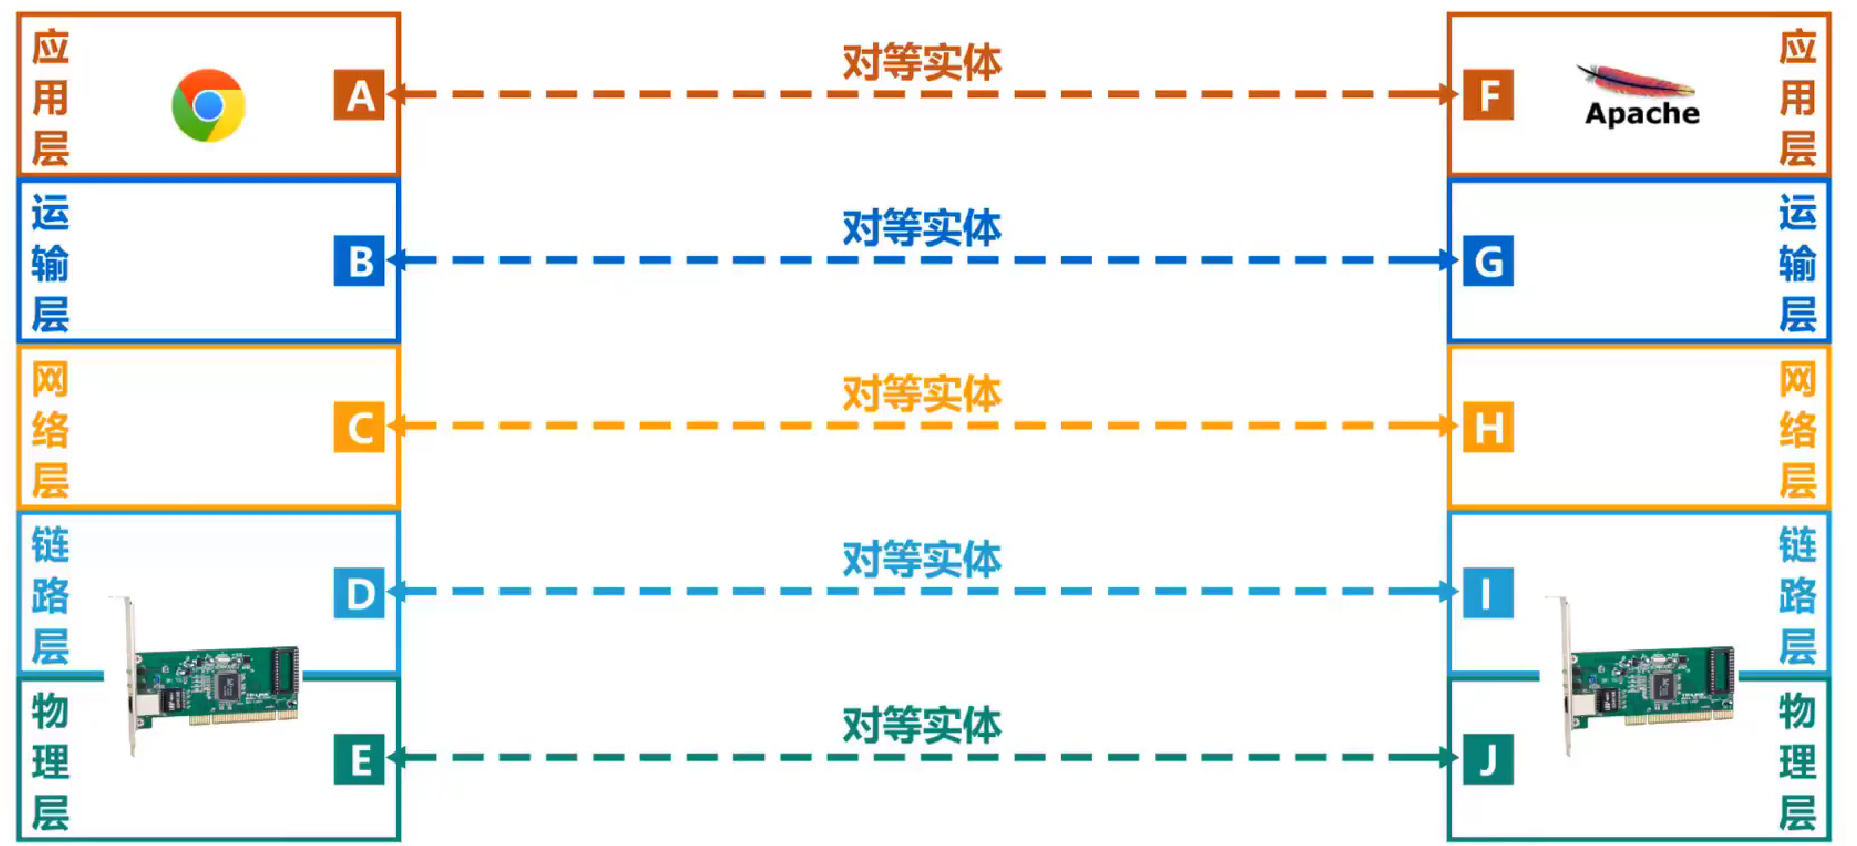 应用层
A
对等实体
F
Apache
应用层
运输层
B
对等实体
G
运输层
网络层
C
对等实体
H
网络层
链路层
D
对等实体
I
链路层
物理层
E
对等实体
J
物理层